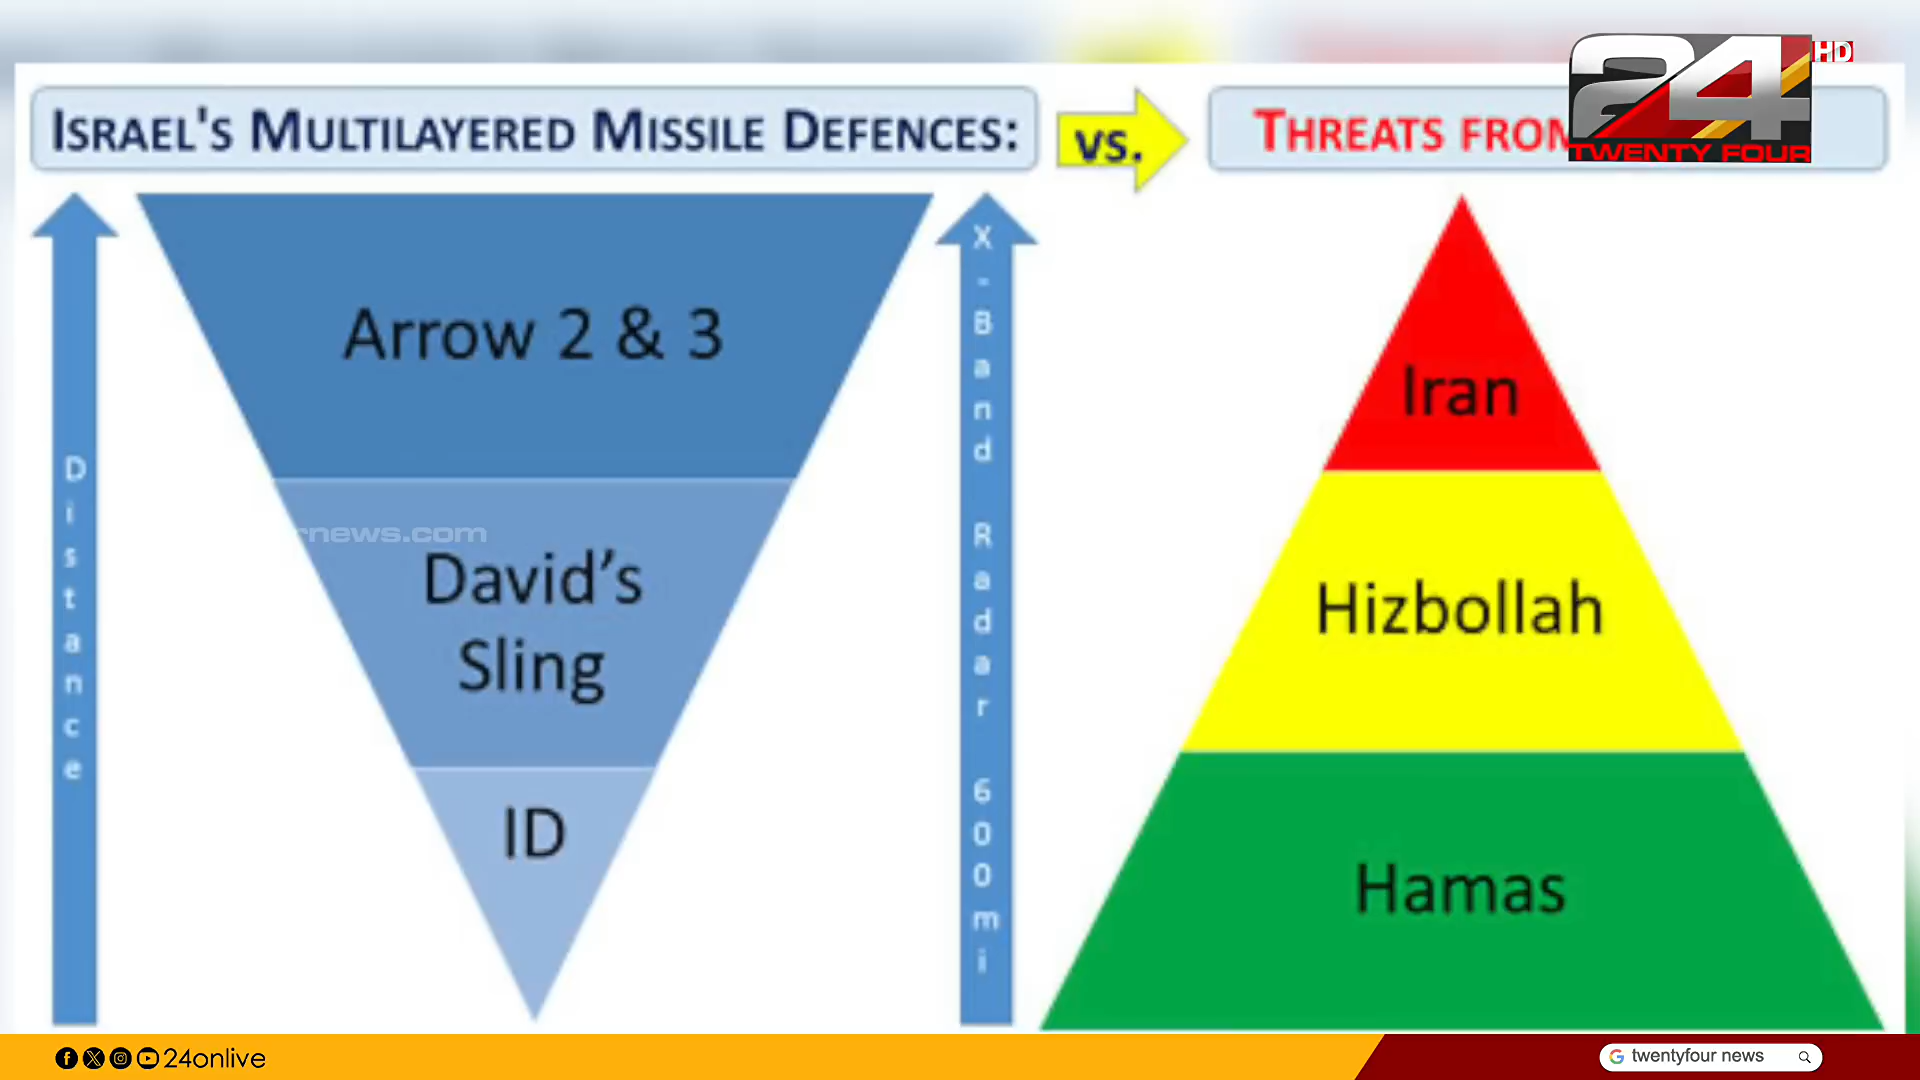 ISRAEL'S MULTILAYERED MISSILE DEFENCES:
vs.
THREATS FROM
24
HD
TWENTY FOUR
Distance
Arrow 2 & 3
rnews.com
David's
Sling
ID
X-Band Radar 600mi
Iran
Hizbollah
Hamas
24onlive
twentyfour news